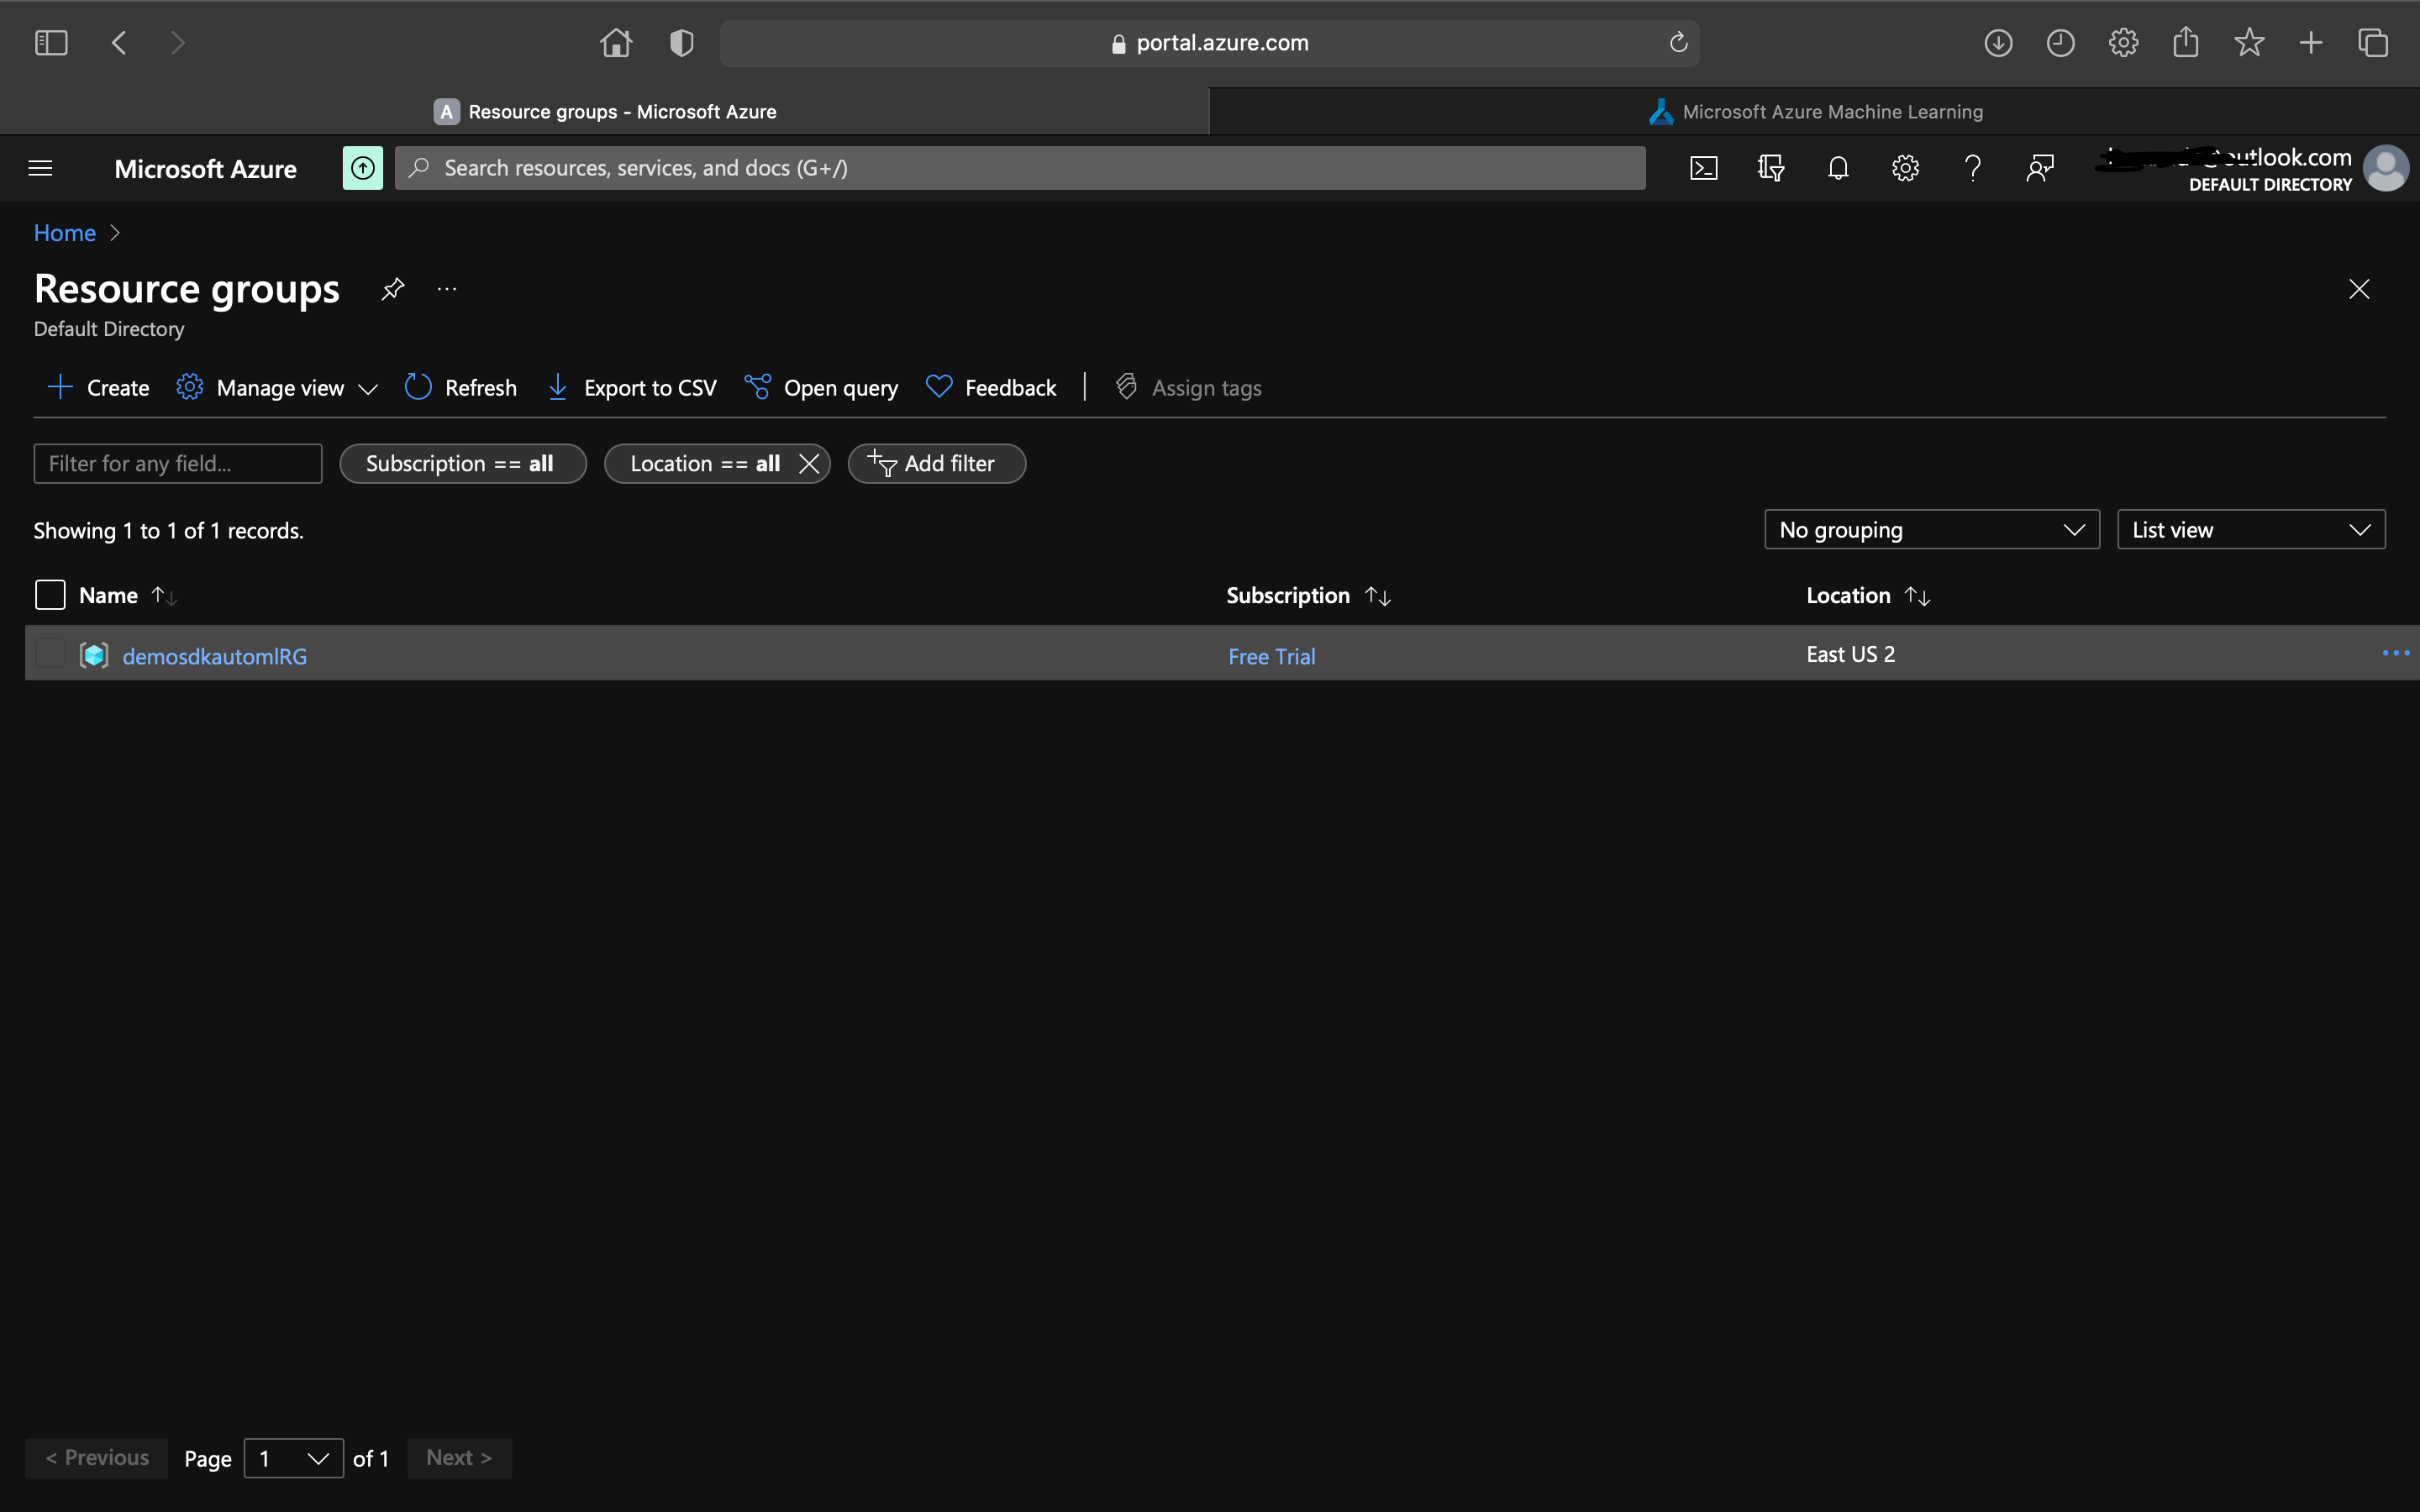 portal.azure.com
A Resource groups - Microsoft Azure
Microsoft Azure Machine Learning
Microsoft Azure
Search resources, services, and docs (G+/)
outlook.com
DEFAULT DIRECTORY
Home
Resource groups
Default Directory
Create
Manage view
Refresh
Export to CSV
Open query
Feedback
Assign tags
Filter for any field...
Subscription == all
Location == all
Add filter
Showing 1 to 1 of 1 records.
No grouping
List view
Name
Subscription
Location
demosdkautomlRG
Free Trial
East US 2
< Previous
Page 1 of 1
Next >